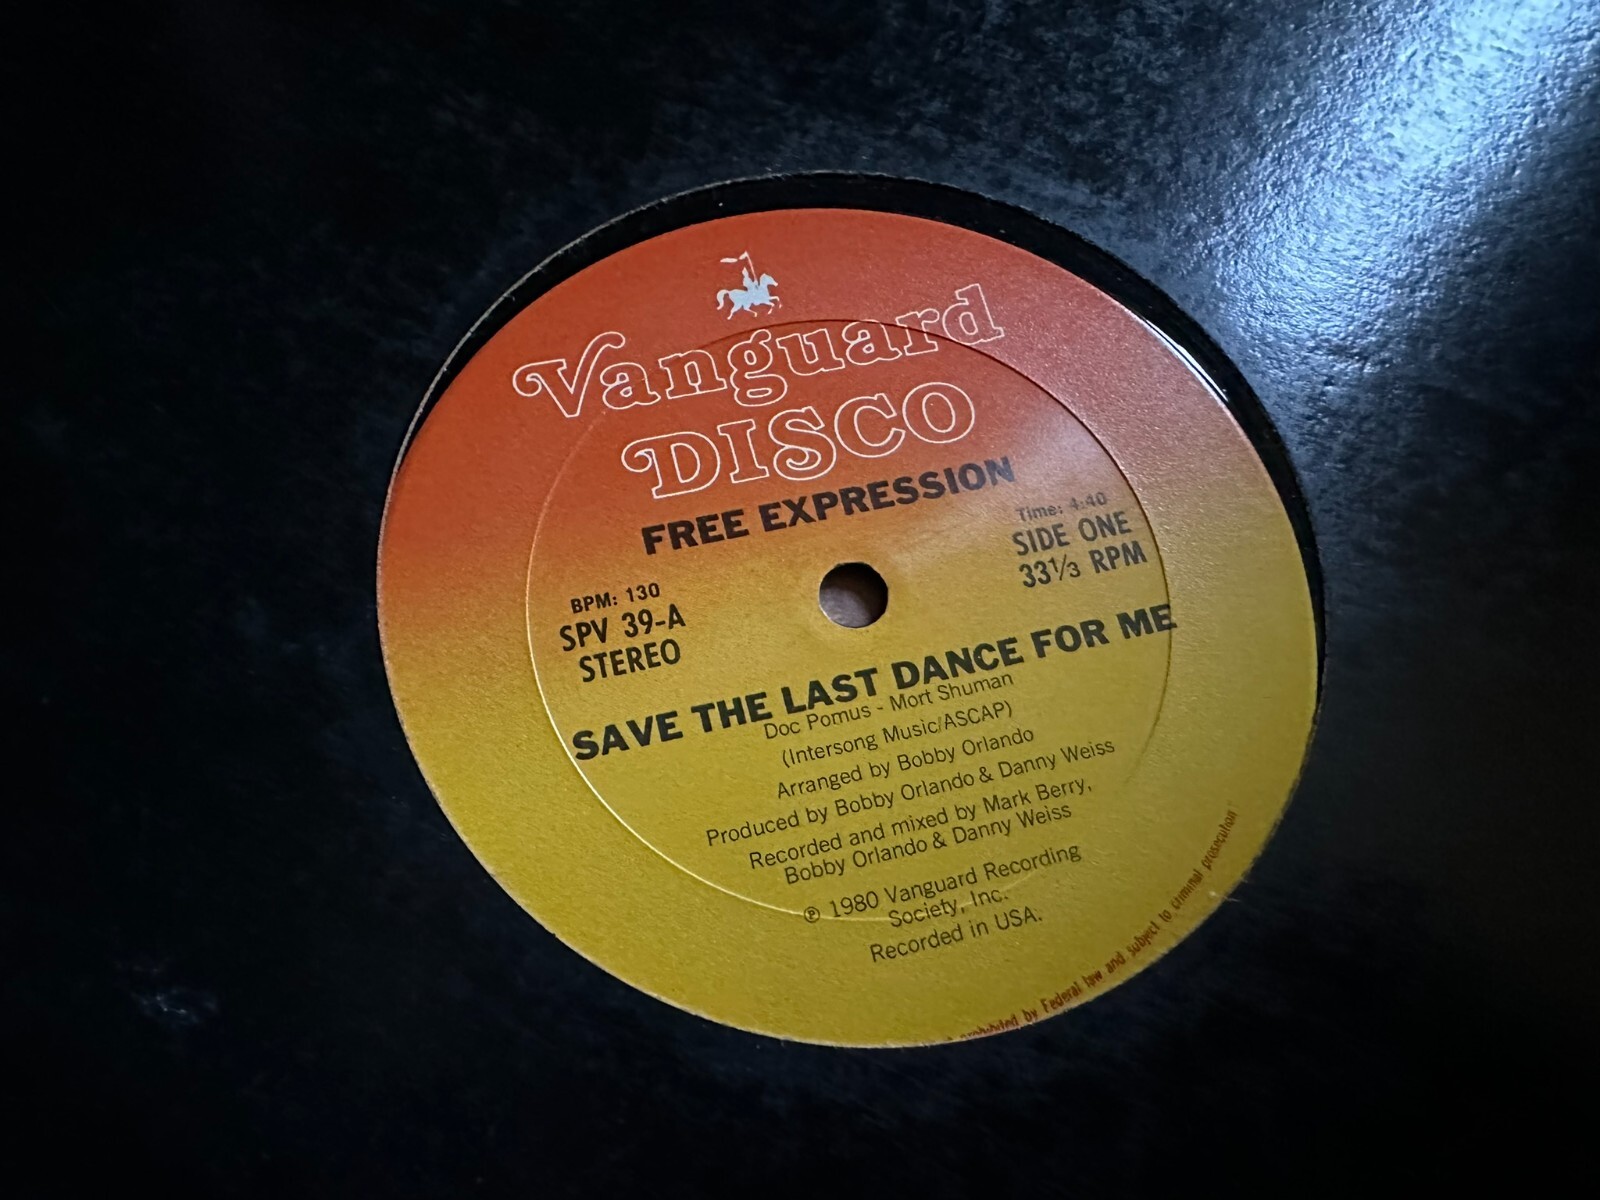 Vanguard
DISCO
FREE EXPRESSION
Time: 4:40
SIDE ONE
33⅓ RPM
BPM: 130
SPV 39-A
STEREO
SAVE THE LAST DANCE FOR ME
Doc Pomus - Mort Shuman
(Intersong Music/ASCAP)
Arranged by Bobby Orlando
Produced by Bobby Orlando & Danny Weiss
Recorded and mixed by Mark Berry,
Bobby Orlando & Danny Weiss
℗ 1980 Vanguard Recording
Society, Inc.
Recorded in USA.
prohibited by Federal law and subject to criminal prosecution